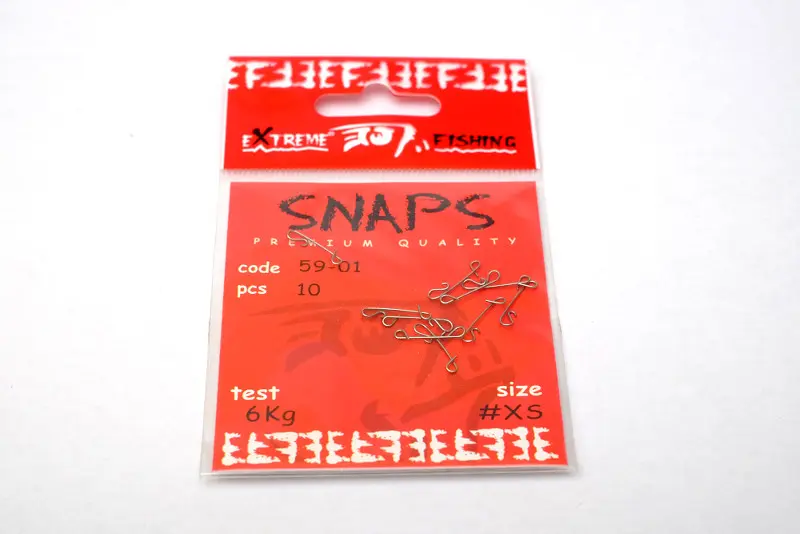 EXTREME® FISHING
SNAPS
PREMIUM QUALITY
code 59-01
pcs 10
test
6Kg
size
#XS